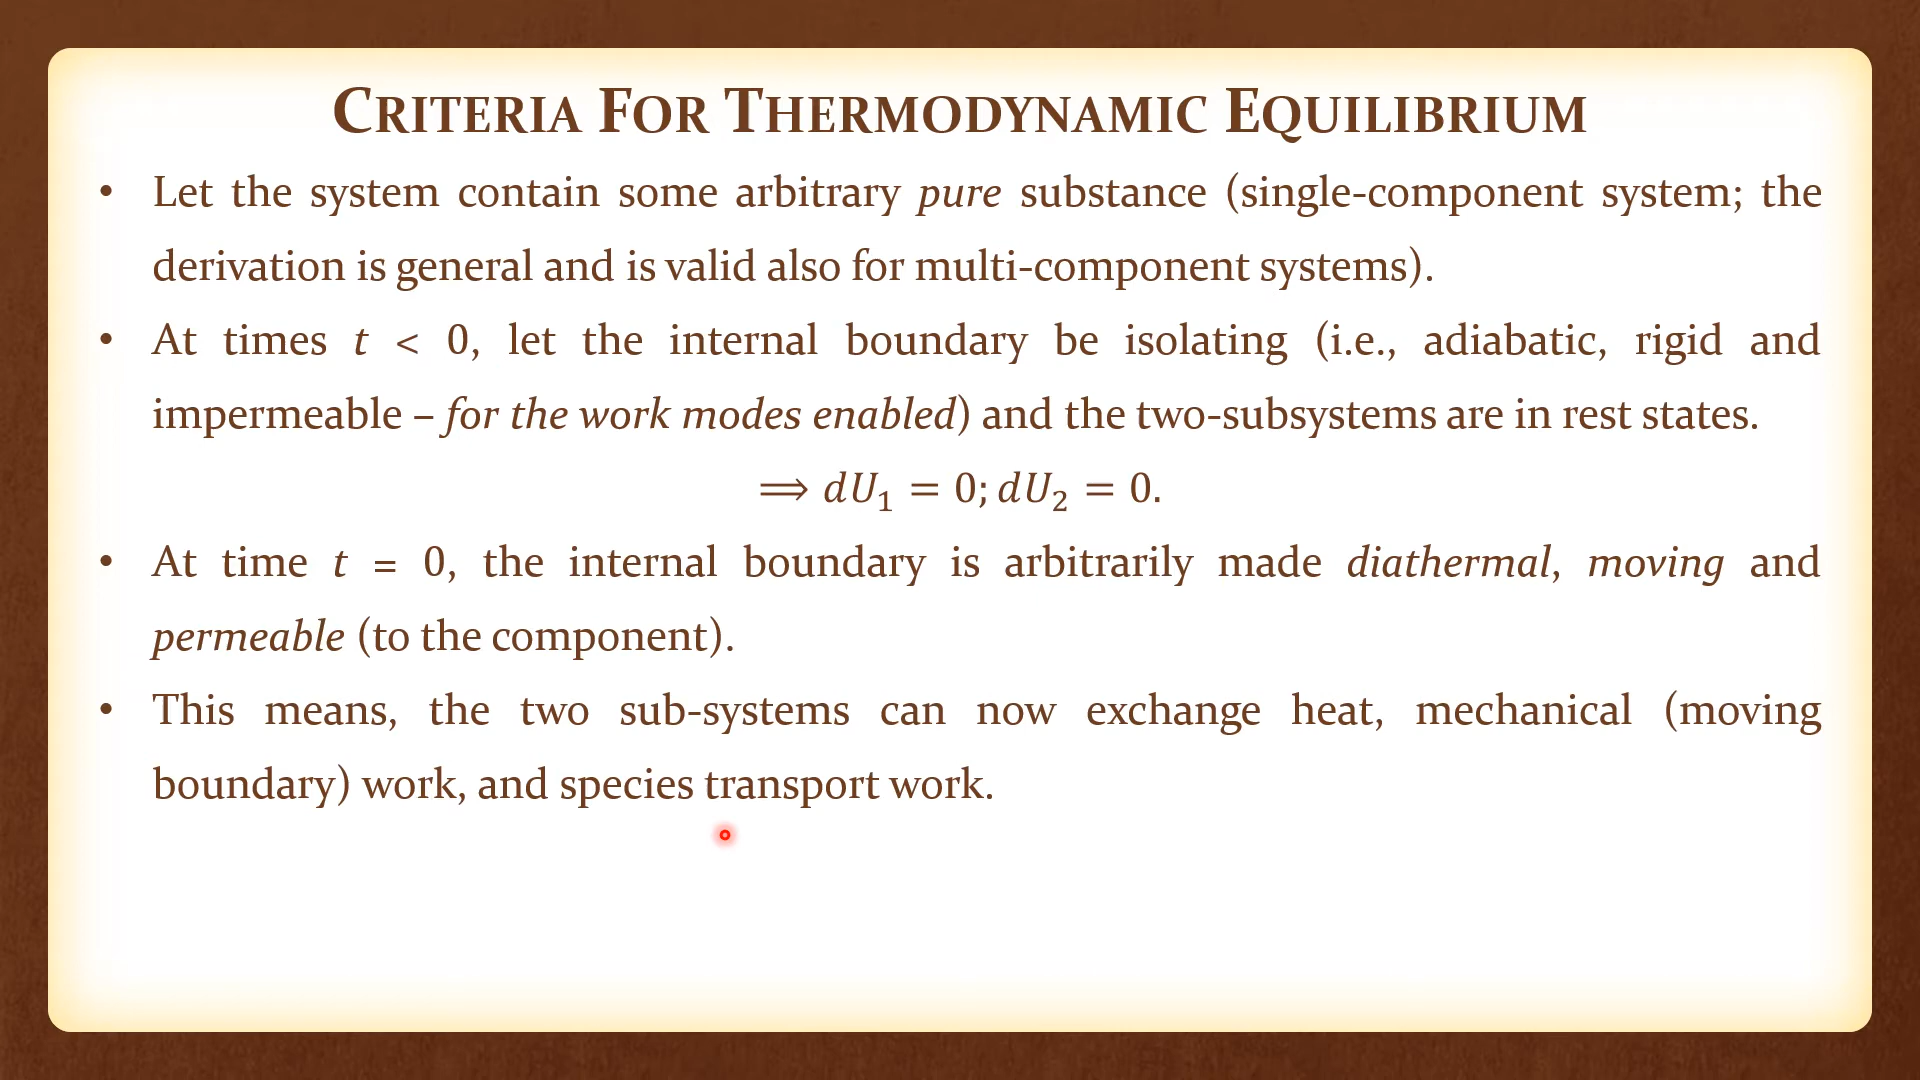 CRITERIA FOR THERMODYNAMIC EQUILIBRIUM
• Let the system contain some arbitrary pure substance (single-component system; the
derivation is general and is valid also for multi-component systems).
• At times t < 0, let the internal boundary be isolating (i.e., adiabatic, rigid and
impermeable – for the work modes enabled) and the two-subsystems are in rest states.
⟹ dU₁ = 0; dU₂ = 0.
• At time t = 0, the internal boundary is arbitrarily made diathermal, moving and
permeable (to the component).
• This means, the two sub-systems can now exchange heat, mechanical (moving
boundary) work, and species transport work.